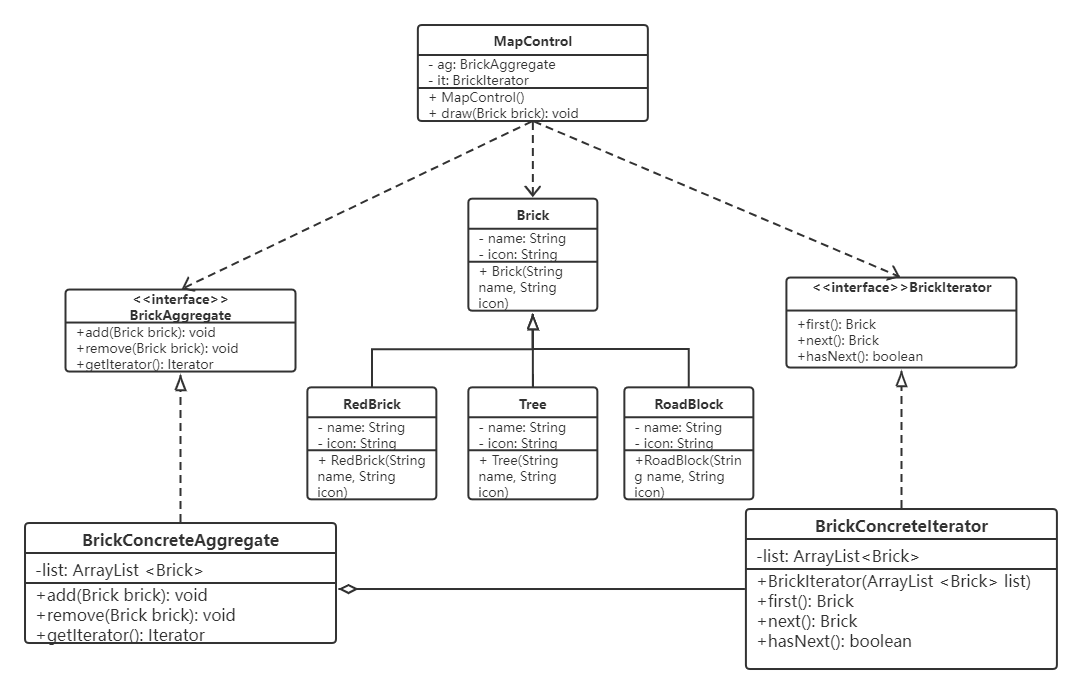 MapControl
- ag: BrickAggregate
- it: BrickIterator
+ MapControl()
+ draw(Brick brick): void
Brick
- name: String
- icon: String
+ Brick(String
name, String
icon)
<<interface>>
BrickAggregate
+add(Brick brick): void
+remove(Brick brick): void
+getIterator(): Iterator
<<interface>>BrickIterator
+first(): Brick
+next(): Brick
+hasNext(): boolean
RedBrick
- name: String
- icon: String
+ RedBrick(String
name, String
icon)
Tree
- name: String
- icon: String
+ Tree(String
name, String
icon)
RoadBlock
- name: String
- icon: String
+RoadBlock(Strin
g name, String
icon)
BrickConcreteAggregate
-list: ArrayList <Brick>
+add(Brick brick): void
+remove(Brick brick): void
+getIterator(): Iterator
BrickConcreteIterator
-list: ArrayList<Brick>
+BrickIterator(ArrayList <Brick> list)
+first(): Brick
+next(): Brick
+hasNext(): boolean